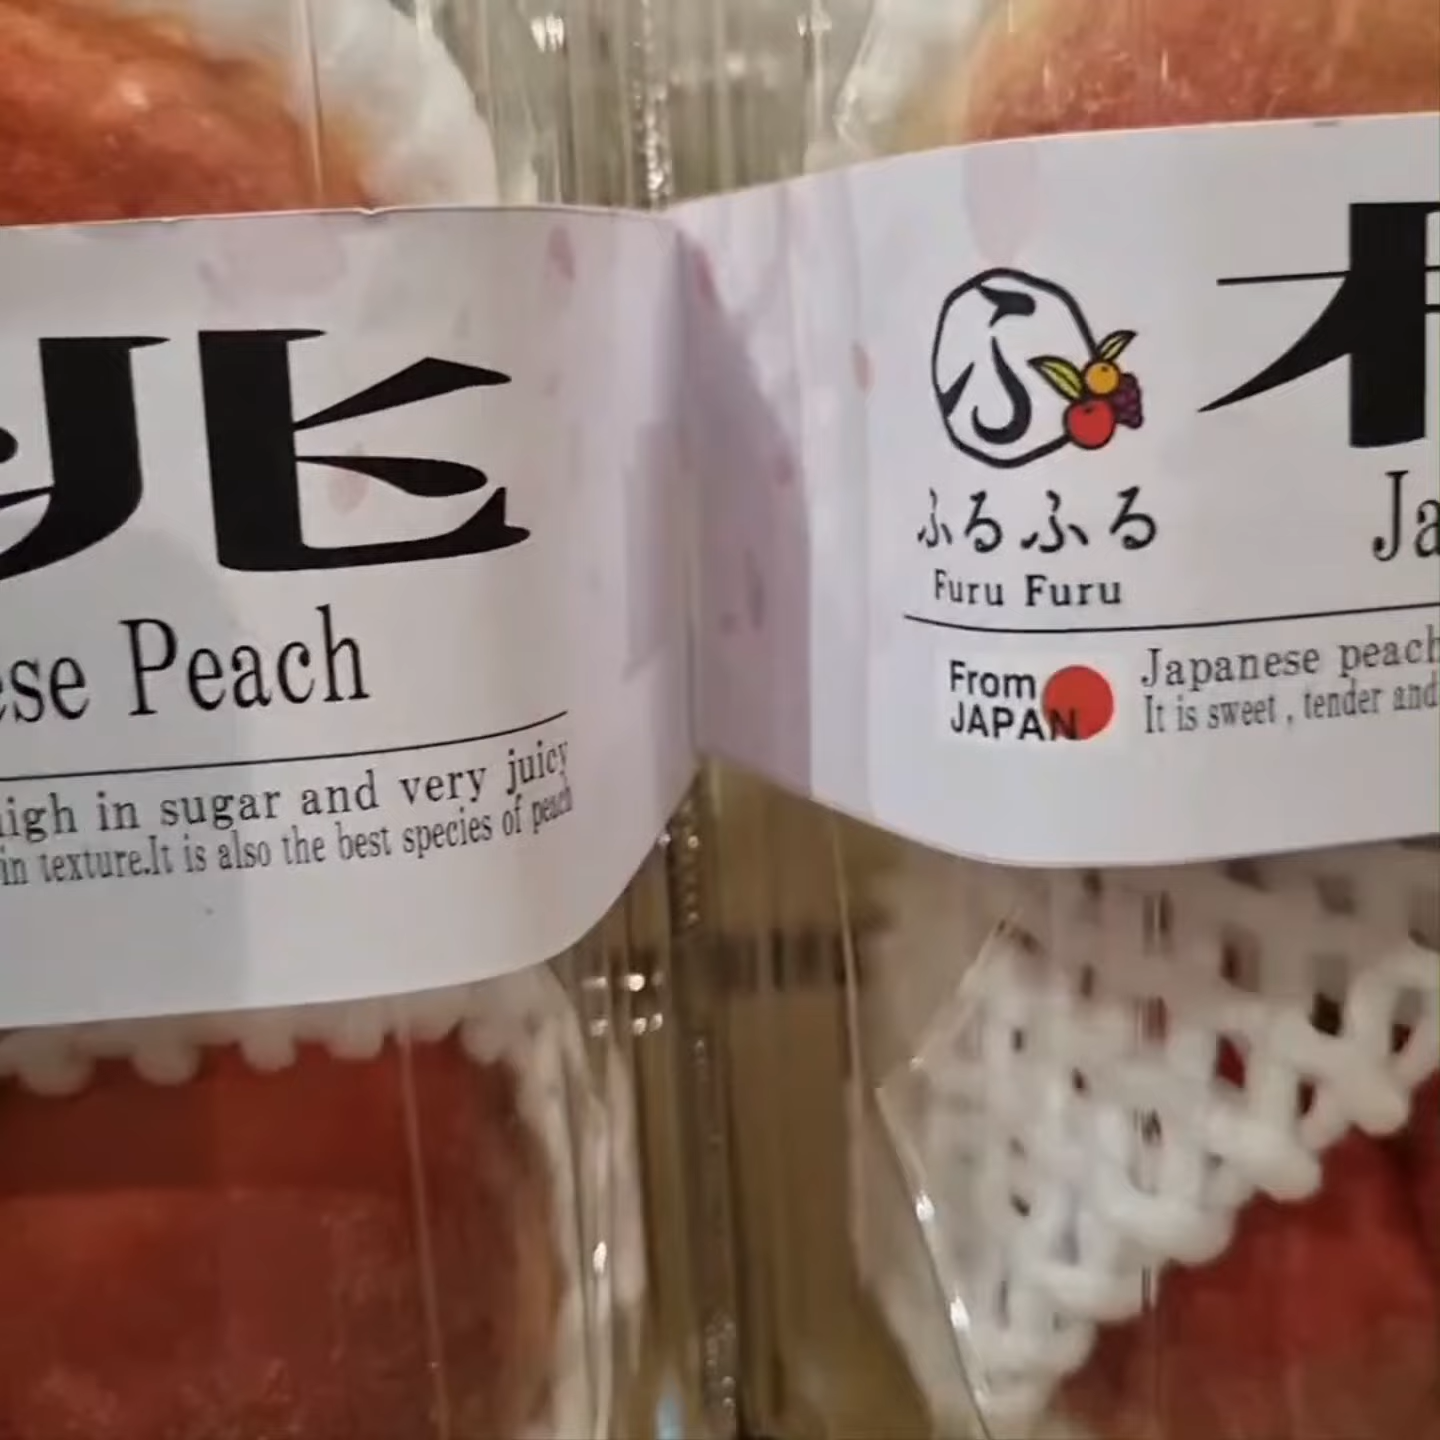 桃
ese Peach
high in sugar and very juicy
in texture.It is also the best species of peach
ふ
ふるふる
Furu Furu
Ja
From
JAPAN
Japanese peach
It is sweet , tender and